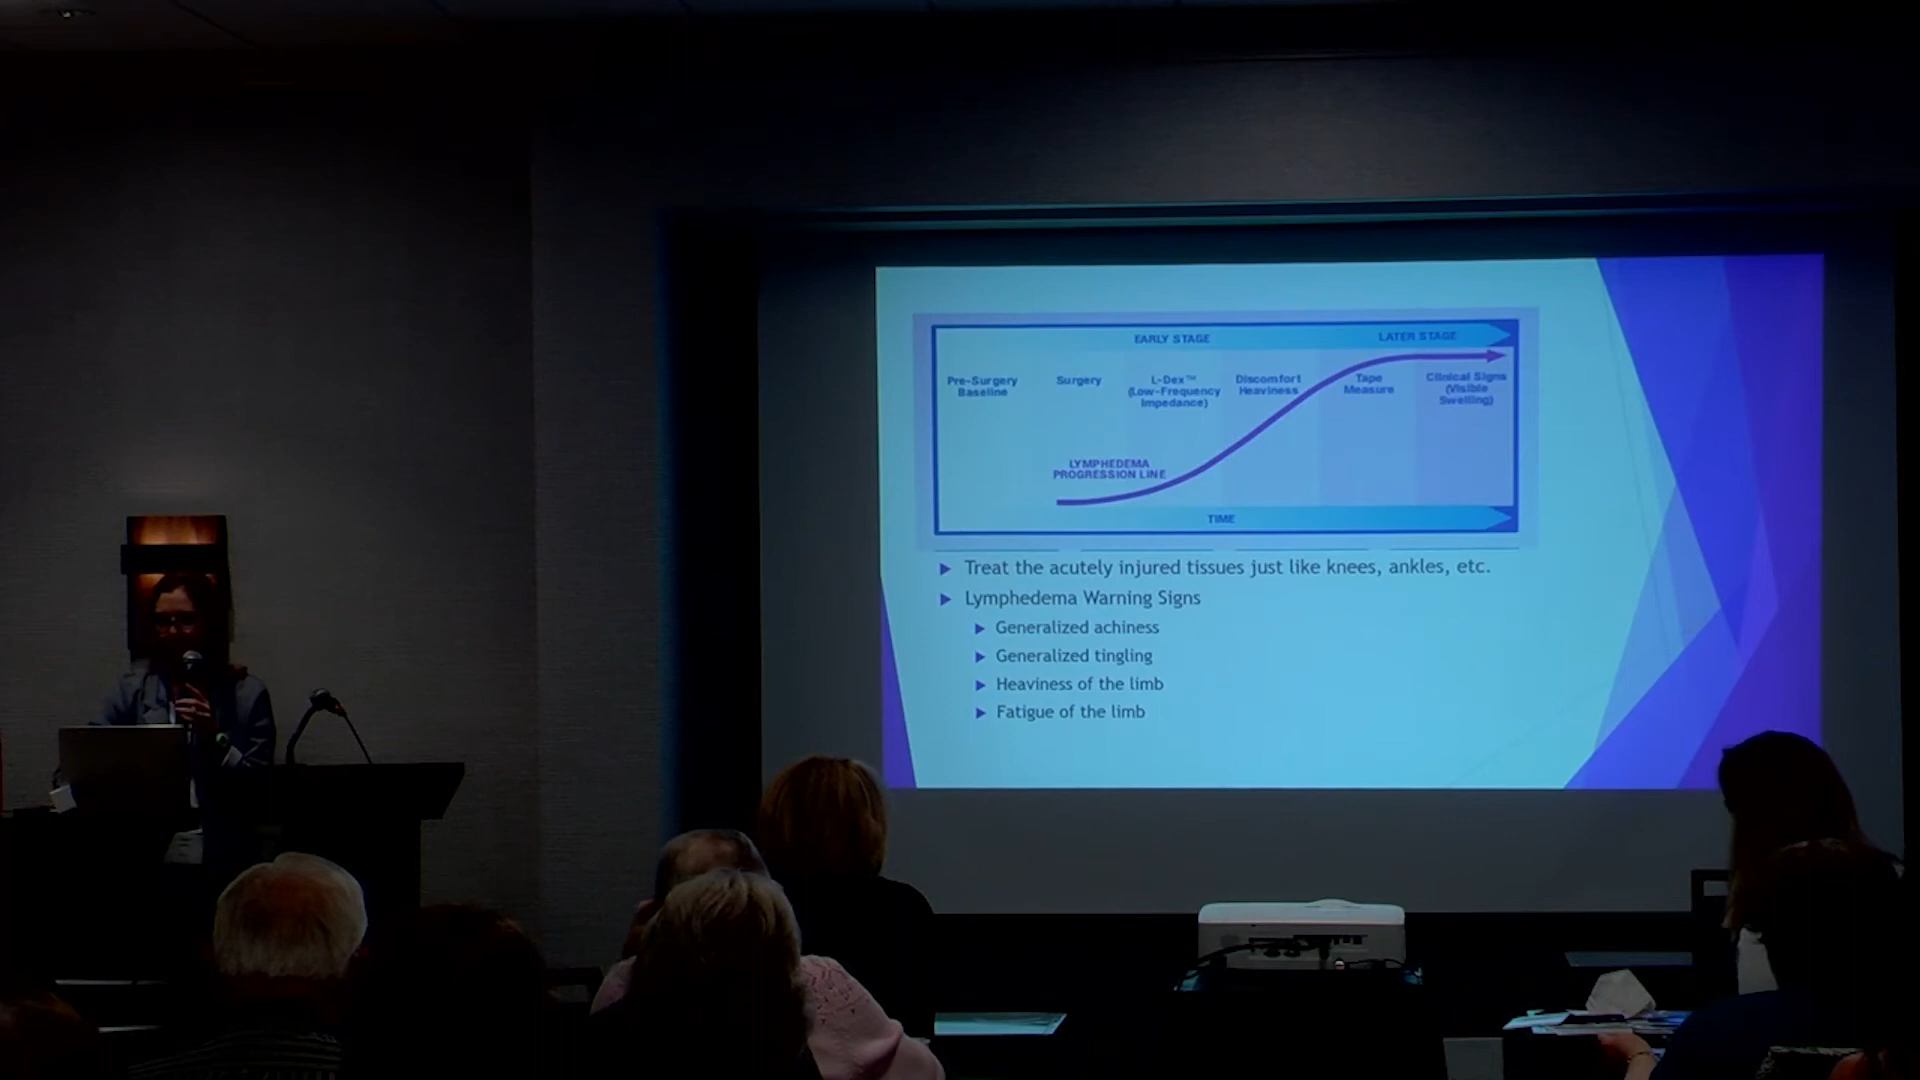 EARLY STAGE
LATER STAGE
Pre-Surgery
Baseline
Surgery
L-Dex™
(Low-Frequency
Impedance)
Discomfort
Heaviness
Tape
Measure
Clinical Signs
(Visible
Swelling)
LYMPHEDEMA
PROGRESSION LINE
TIME
Treat the acutely injured tissues just like knees, ankles, etc.
Lymphedema Warning Signs
Generalized achiness
Generalized tingling
Heaviness of the limb
Fatigue of the limb